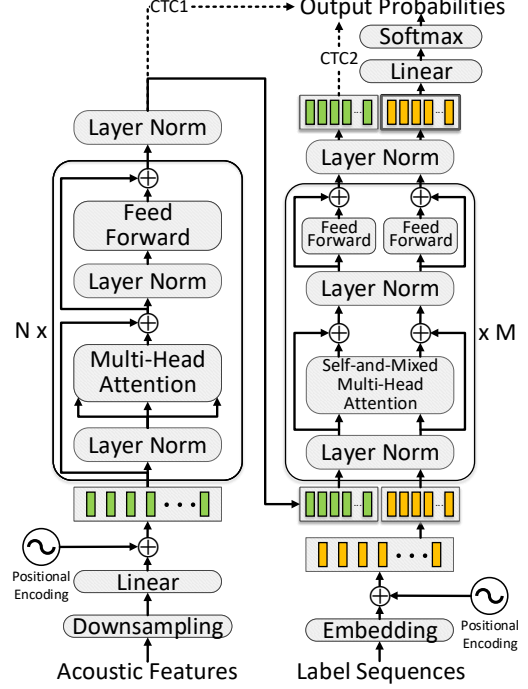 CTC1
Output Probabilities
Softmax
CTC2
Linear
Layer Norm
Layer Norm
Feed
Forward
Feed
Forward
Feed
Forward
Layer Norm
Layer Norm
N x
x M
Multi-Head
Attention
Self-and-Mixed
Multi-Head
Attention
Layer Norm
Layer Norm
Positional
Encoding
Linear
Downsampling
Embedding
Positional
Encoding
Acoustic Features
Label Sequences